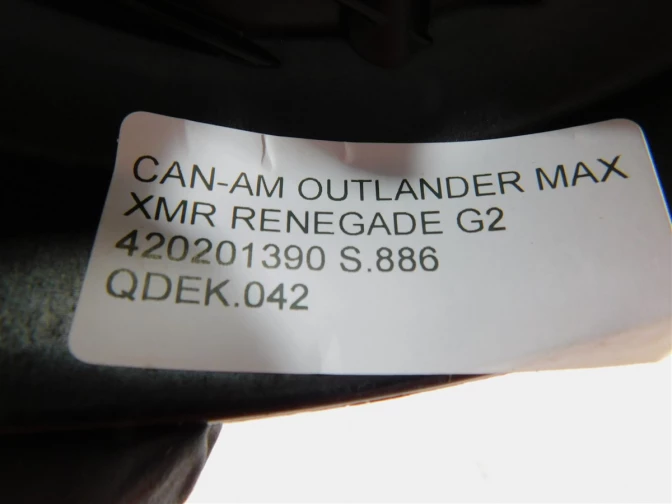 CAN-AM OUTLANDER MAX
XMR RENEGADE G2
420201390 S.886
QDEK.042